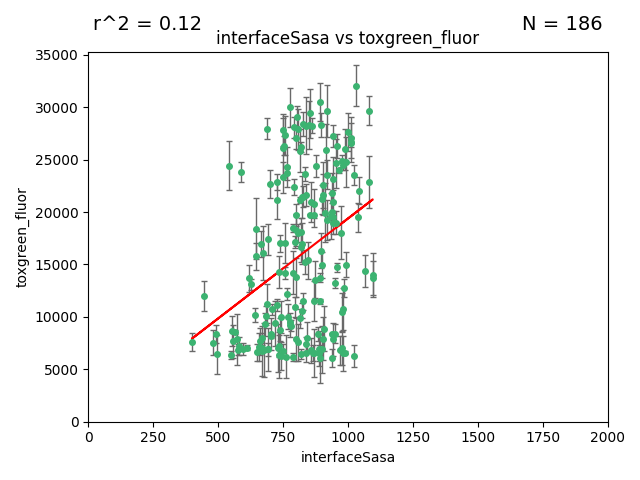 r^2 = 0.12
N = 186
interfaceSasa vs toxgreen_fluor
35000
30000
25000
20000
15000
10000
5000
0
toxgreen_fluor
0 250 500 750 1000 1250 1500 1750 2000
interfaceSasa